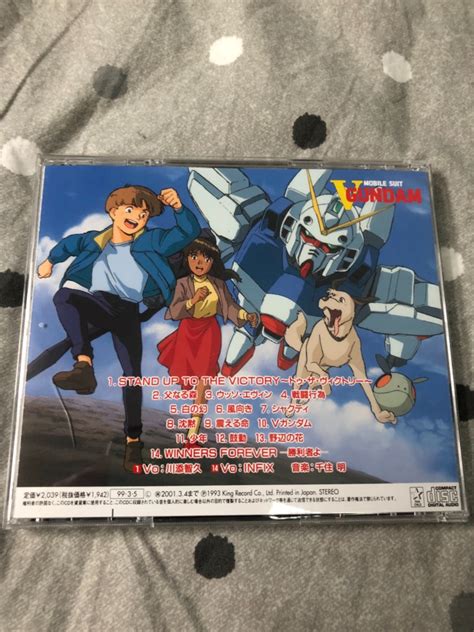 MOBILE SUIT
V GUNDAM
1. STAND UP TO THE VICTORY〜トゥ・ザ・ヴィクトリー〜
2. 父なる森 3. ウッソ・エヴィン 4. 戦闘行為
5. 白の幻 6. 風向き 7. シャクティ
8. 沈黙 9. 震える命 10. Vガンダム
11. 少年 12. 鼓動 13. 野辺の花
14. WINNERS FOREVER—勝利者よ—
1 Vo:川添智久 14 Vo:INFIX 音楽:千住 明
定価¥2,039(税抜価格¥1,942) 99·3·5 Ⓛ Ⓡ2001.3.4まで Ⓟ1993 King Record Co., Ltd. Printed in Japan. STEREO
COMPACT
disc
DIGITAL AUDIO